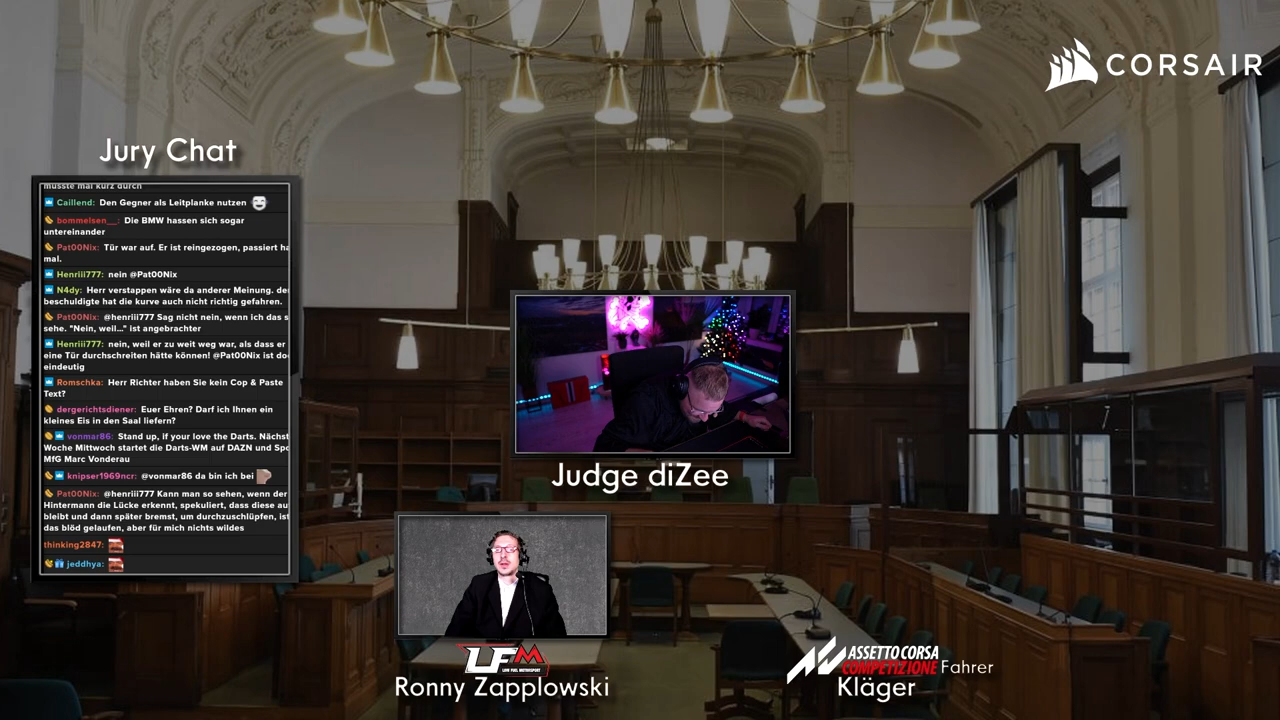 CORSAIR
Jury Chat
musste mal kurz durch
Caillend: Den Gegner als Leitplanke nutzen
bommelsen__: Die BMW hassen sich sogar
untereinander
Pat00Nix: Tür war auf. Er ist reingezogen, passiert ha
mal.
Henriii777: nein @Pat00Nix
N4dy: Herr verstappen wäre da anderer Meinung. de
beschuldigte hat die kurve auch nicht richtig gefahren.
Pat00Nix: @henriii777 Sag nicht nein, wenn ich das s
sehe. "Nein, weil..." ist angebrachter
Henriii777: nein, weil er zu weit weg war, als dass er
eine Tür durchschreiten hätte können! @Pat00Nix ist do
eindeutig
Romschka: Herr Richter haben Sie kein Cop & Paste
Text?
dergerichtsdiener: Euer Ehren? Darf ich Ihnen ein
kleines Eis in den Saal liefern?
vonmar86: Stand up, if your love the Darts. Nächst
Woche Mittwoch startet die Darts-WM auf DAZN und Spo
MfG Marc Vonderau
knipser1969ncr: @vonmar86 da bin ich bei
Pat00Nix: @henriii777 Kann man so sehen, wenn der
Hintermann die Lücke erkennt, spekuliert, dass diese au
bleibt und dann später bremst, um durchzuschlüpfen, ist
das blöd gelaufen, aber für mich nichts wildes
thinking2847:
jeddhya:
Judge diZee
LFM
LOW FUEL MOTORSPORT
Ronny Zapplowski
ASSETTO CORSA
COMPETIZIONE Fahrer
Kläger